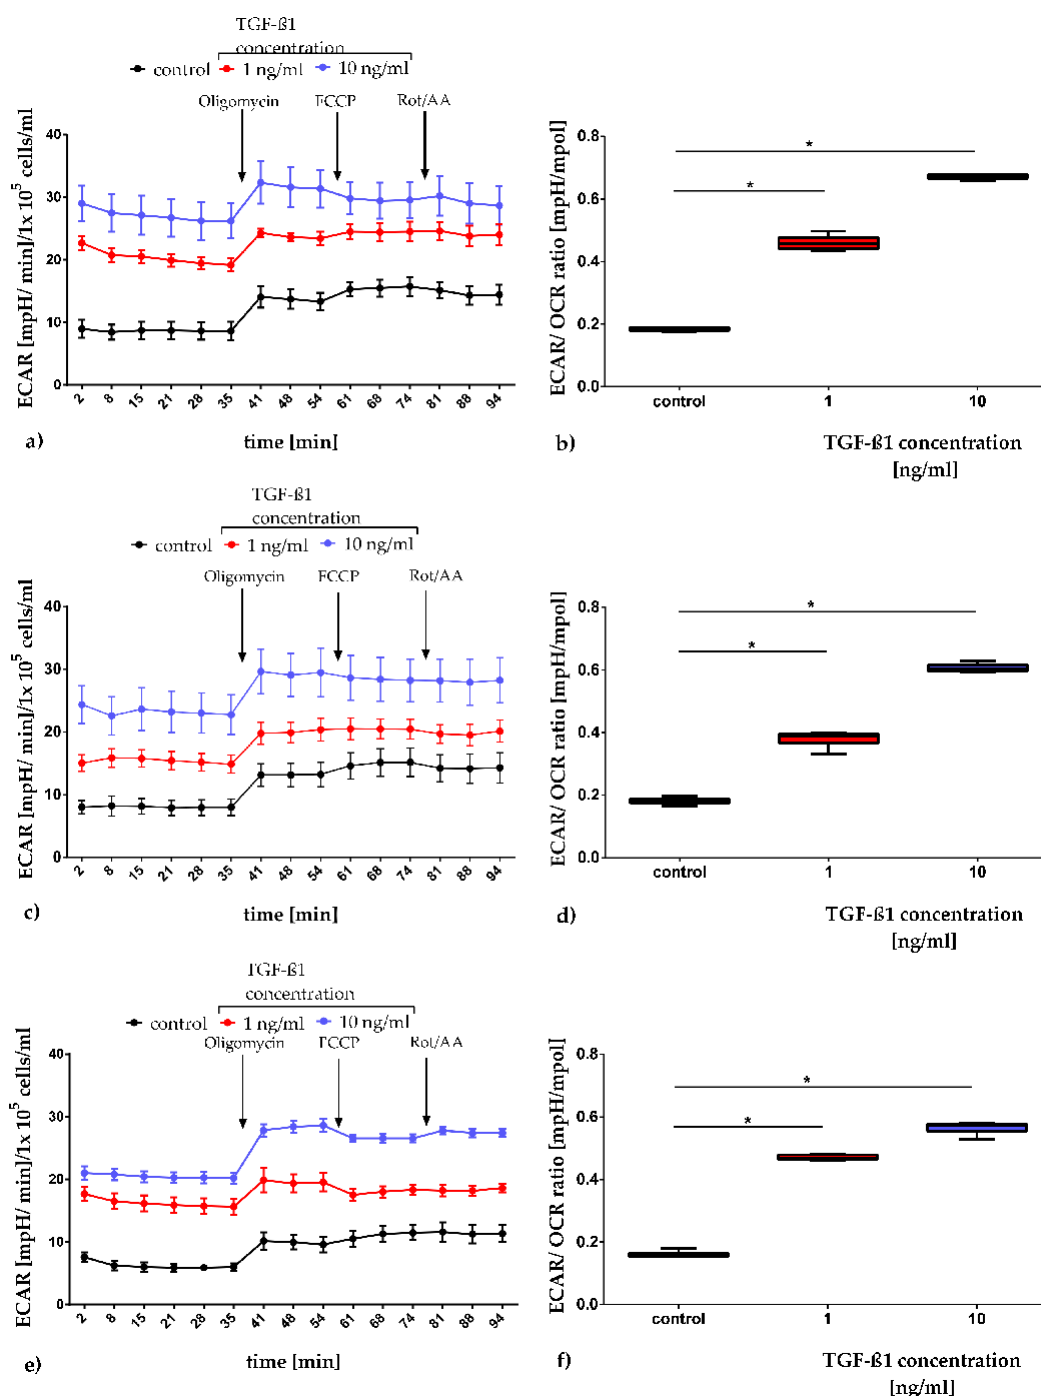 TGF-ß1
concentration
control 1 ng/ml 10 ng/ml
Oligomycin FCCP Rot/AA
ECAR [mpH/ min]/1x 10⁵ cells/ml
40
30
20
10
0
2 8 15 21 28 35 41 48 54 61 68 74 81 88 94
time [min]
a)
ECAR/ OCR ratio [mpH/mpol]
0.8
0.6
0.4
0.2
0.0
* *
control 1 10
TGF-ß1 concentration
[ng/ml]
b)
TGF-ß1
concentration
control 1 ng/ml 10 ng/ml
Oligomycin FCCP Rot/AA
ECAR [mpH/ min]/1x 10⁵ cells/ml
40
30
20
10
0
2 8 15 21 28 35 41 48 54 61 68 74 81 88 94
time [min]
c)
ECAR/ OCR ratio [mpH/mpol]
0.8
0.6
0.4
0.2
0.0
* *
control 1 10
TGF-ß1 concentration
[ng/ml]
d)
TGF-ß1
concentration
control 1 ng/ml 10 ng/ml
Oligomycin FCCP Rot/AA
ECAR [mpH/ min]/1x 10⁵ cells/ml
40
30
20
10
0
2 8 15 21 28 35 41 48 54 61 68 74 81 88 94
time [min]
e)
ECAR/ OCR ratio [mpH/mpol]
0.8
0.6
0.4
0.2
0.0
* *
control 1 10
TGF-ß1 concentration
[ng/ml]
f)